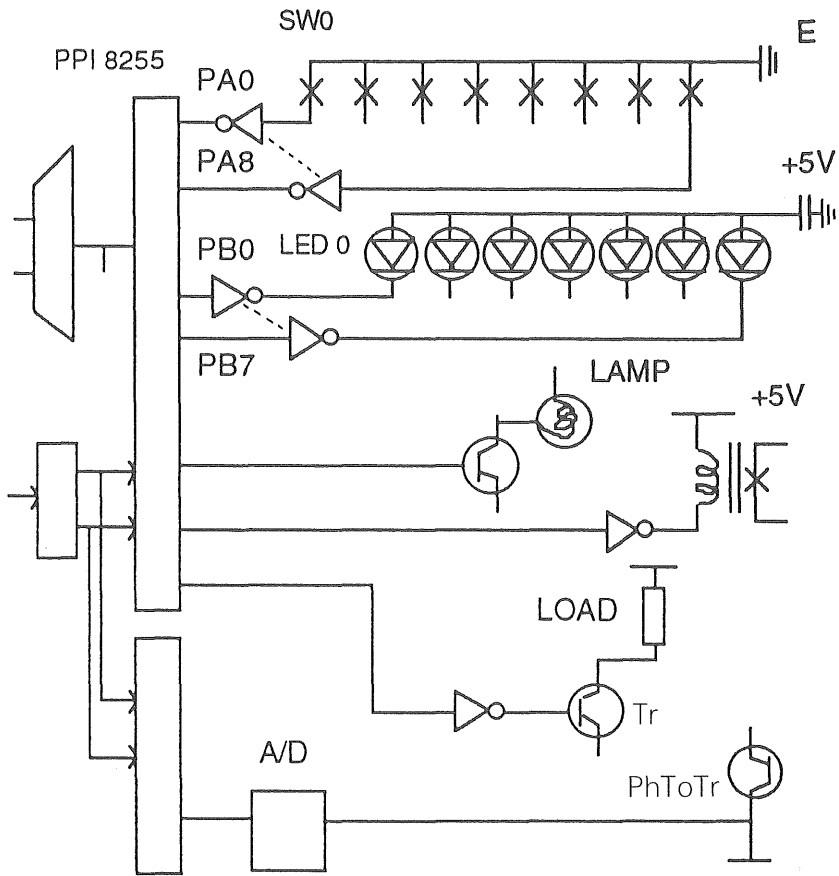 SW0
E
PPI 8255
PA0
PA8
+5V
PB0
LED 0
PB7
LAMP
+5V
LOAD
Tr
A/D
PhToTr